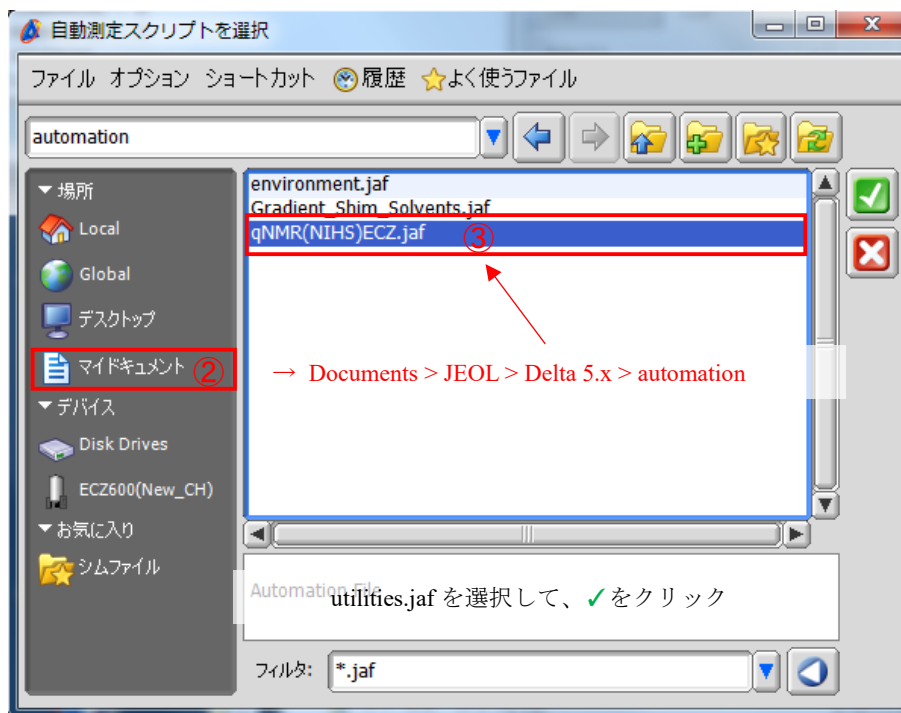 自動測定スクリプトを選択
ファイル オプション ショートカット 履歴 よく使うファイル
automation
▼場所
Local
Global
デスクトップ
マイドキュメント ②
▼デバイス
Disk Drives
ECZ600(New_CH)
▼お気に入り
シムファイル
environment.jaf
Gradient_Shim_Solvents.jaf
qNMR(NIHS)ECZ.jaf ③
→ Documents > JEOL > Delta 5.x > automation
Automation File
utilities.jaf を選択して、✓をクリック
フィルタ: *.jaf